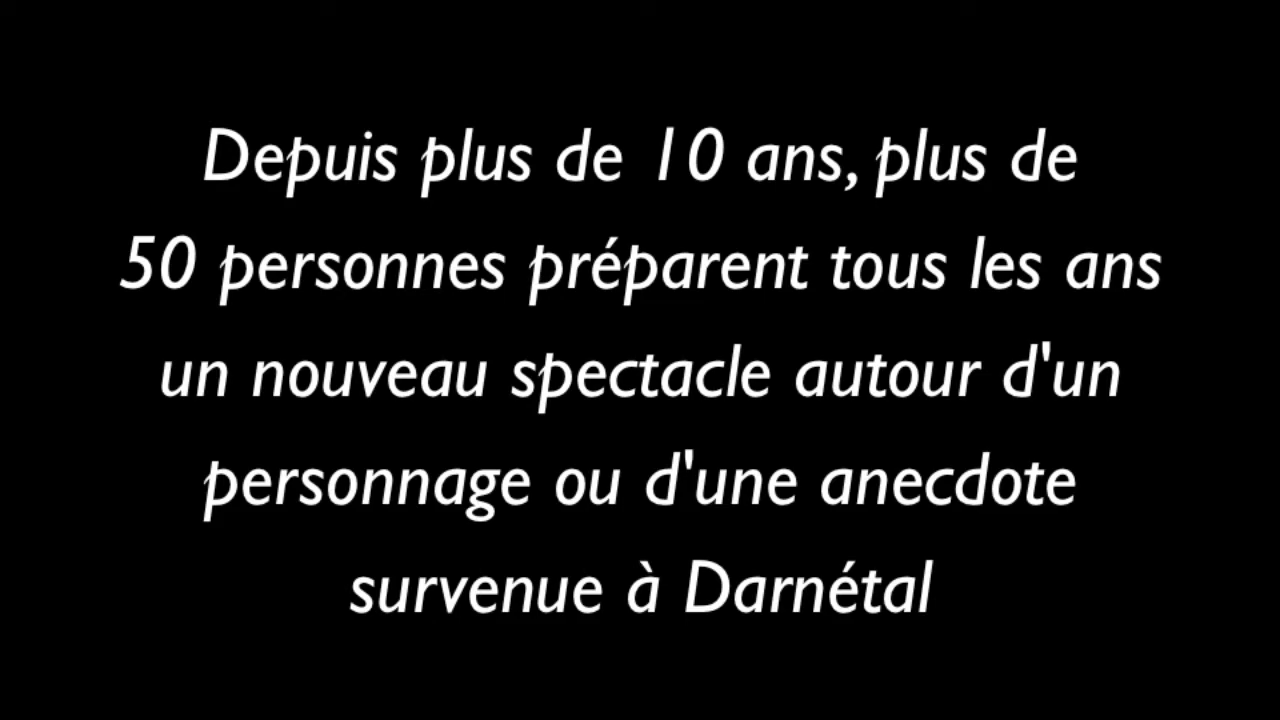 Depuis plus de 10 ans, plus de
50 personnes préparent tous les ans
un nouveau spectacle autour d'un
personnage ou d'une anecdote
survenue à Darnétal